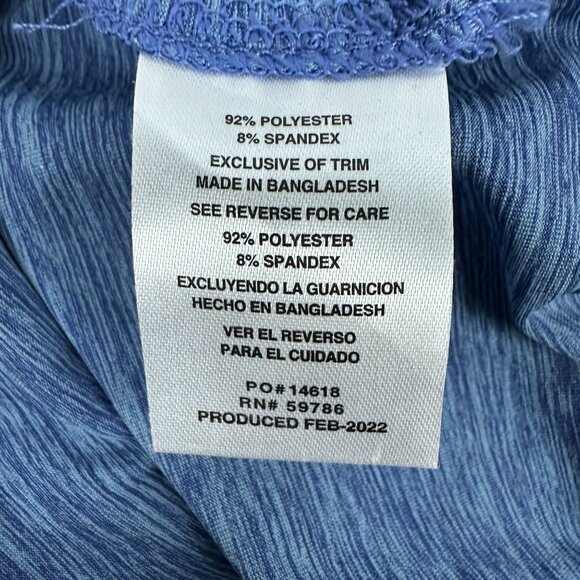 92% POLYESTER
8% SPANDEX
EXCLUSIVE OF TRIM
MADE IN BANGLADESH
SEE REVERSE FOR CARE
92% POLYESTER
8% SPANDEX
EXCLUYENDO LA GUARNICION
HECHO EN BANGLADESH
VER EL REVERSO
PARA EL CUIDADO
PO#14618
RN# 59786
PRODUCED FEB-2022